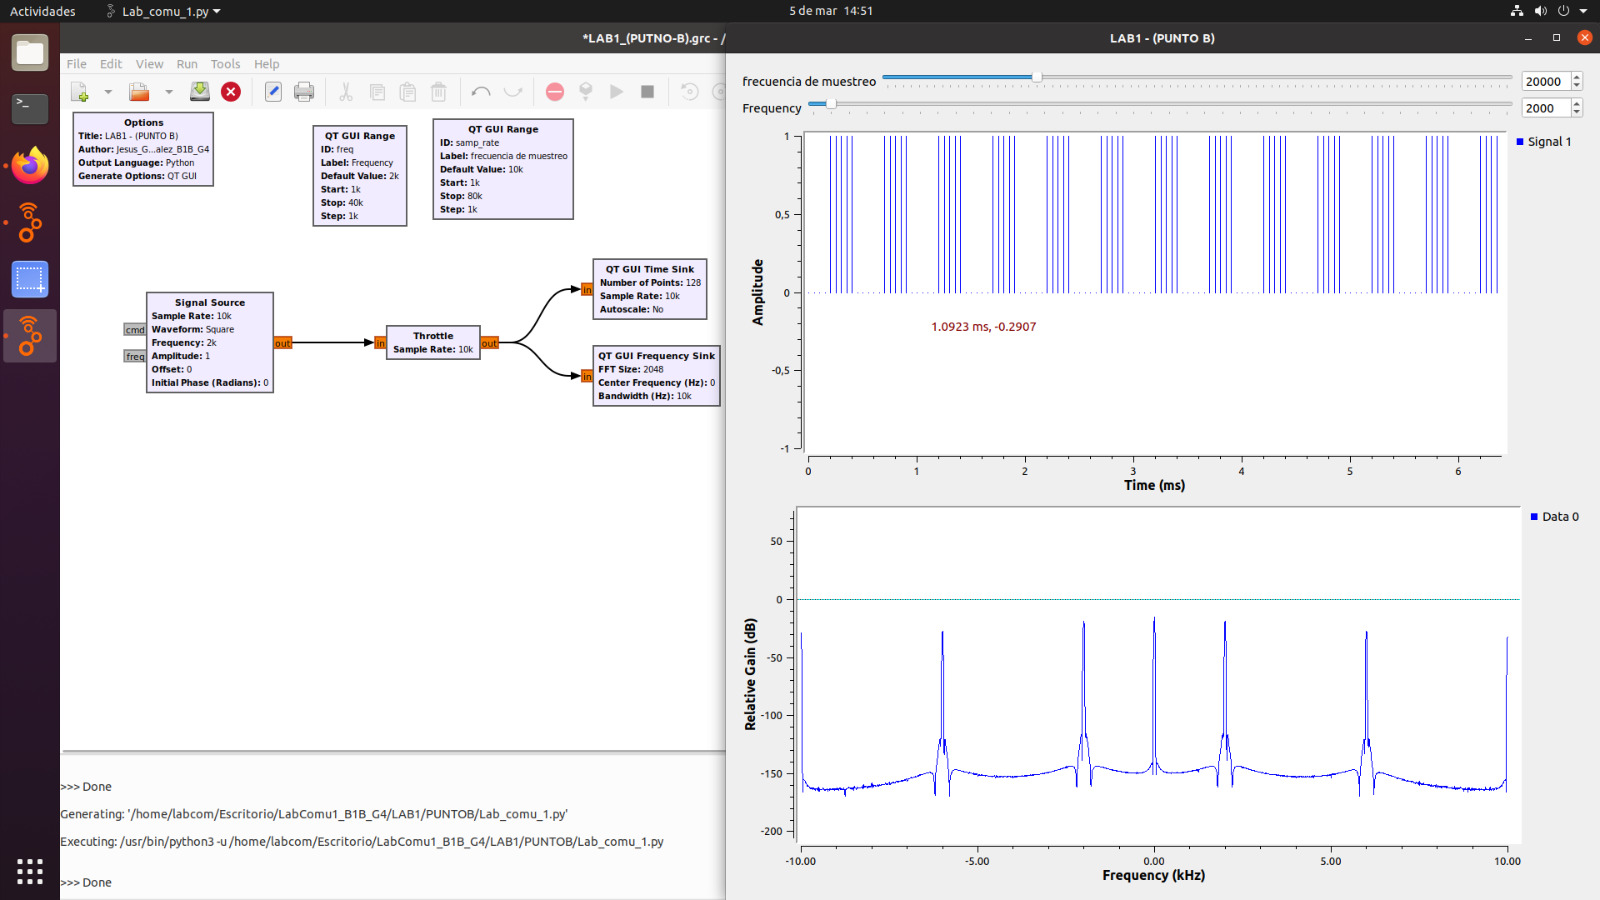 Actividades
Lab_comu_1.py
5 de mar 14:51
*LAB1_(PUTNO-B).grc - /
LAB1 - (PUNTO B)
File Edit View Run Tools Help
Options
Title: LAB1 - (PUNTO B)
Author: Jesus_G...alez_B1B_G4
Output Language: Python
Generate Options: QT GUI
QT GUI Range
ID: freq
Label: Frequency
Default Value: 2k
Start: 1k
Stop: 40k
Step: 1k
QT GUI Range
ID: samp_rate
Label: frecuencia de muestreo
Default Value: 10k
Start: 1k
Stop: 80k
Step: 1k
Signal Source
Sample Rate: 10k
Waveform: Square
Frequency: 2k
Amplitude: 1
Offset: 0
Initial Phase (Radians): 0
cmd
freq
out
in
Throttle
Sample Rate: 10k
out
in
QT GUI Time Sink
Number of Points: 128
Sample Rate: 10k
Autoscale: No
in
QT GUI Frequency Sink
FFT Size: 2048
Center Frequency (Hz): 0
Bandwidth (Hz): 10k
>>> Done
Generating: '/home/labcom/Escritorio/LabComu1_B1B_G4/LAB1/PUNTOB/Lab_comu_1.py'
Executing: /usr/bin/python3 -u /home/labcom/Escritorio/LabComu1_B1B_G4/LAB1/PUNTOB/Lab_comu_1.py
>>> Done
frecuencia de muestreo
20000
Frequency
2000
Signal 1
1
0,5
0
-0,5
-1
Amplitude
1.0923 ms, -0.2907
0 1 2 3 4 5 6
Time (ms)
Data 0
50
0
-50
-100
-150
-200
Relative Gain (dB)
-10.00 -5.00 0.00 5.00 10.00
Frequency (kHz)